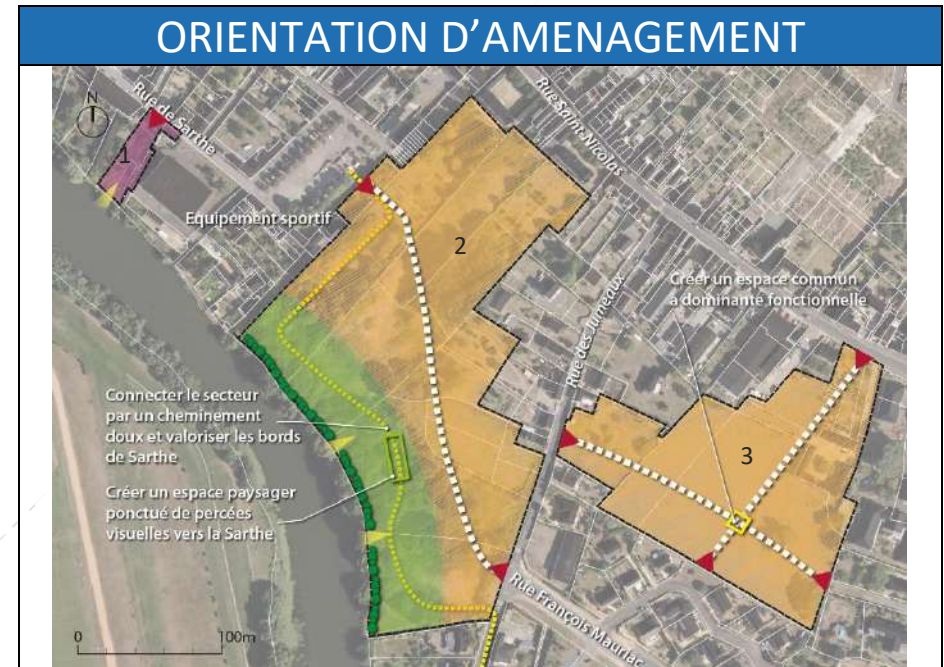 ORIENTATION D'AMENAGEMENT
N
Rue de Sarthe
1
Rue Saint-Nicolas
Equipement sportif
2
Créer un espace commun
à dominante fonctionnelle
Rue des Jumeaux
Connecter le secteur
par un cheminement
doux et valoriser les bords
de Sarthe
3
Créer un espace paysager
ponctué de percées
visuelles vers la Sarthe
Rue François Mauriac
0
100m